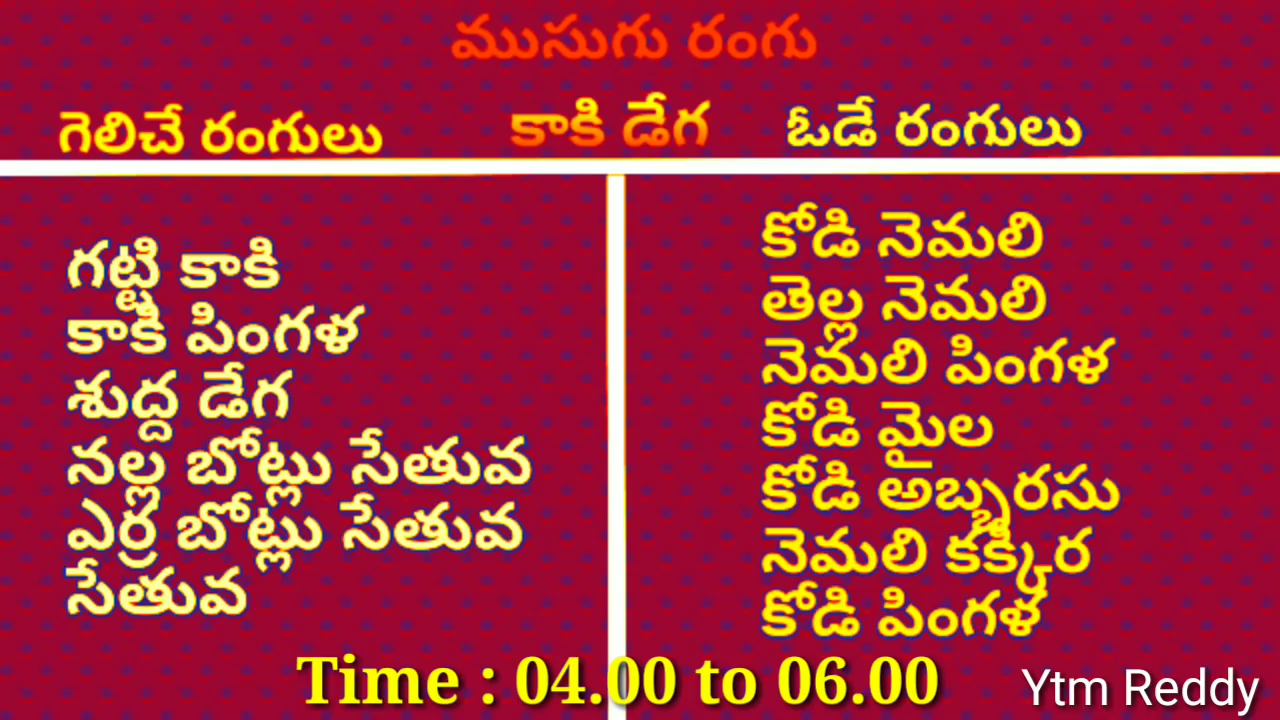 ముసుగు రంగు
గెలిచే రంగులు
కాకి డేగ
ఓడే రంగులు
గట్టి కాకి
కాకి పింగళ
శుద్ద డేగ
నల్ల బోట్లు సేతువ
ఎర్ర బోట్లు సేతువ
సేతువ
కోడి నెమలి
తెల్ల నెమలి
నెమలి పింగళ
కోడి మైల
కోడి అబ్బ్రరసు
నెమలి కక్కిర
కోడి పింగళ
Time : 04.00 to 06.00
Ytm Reddy